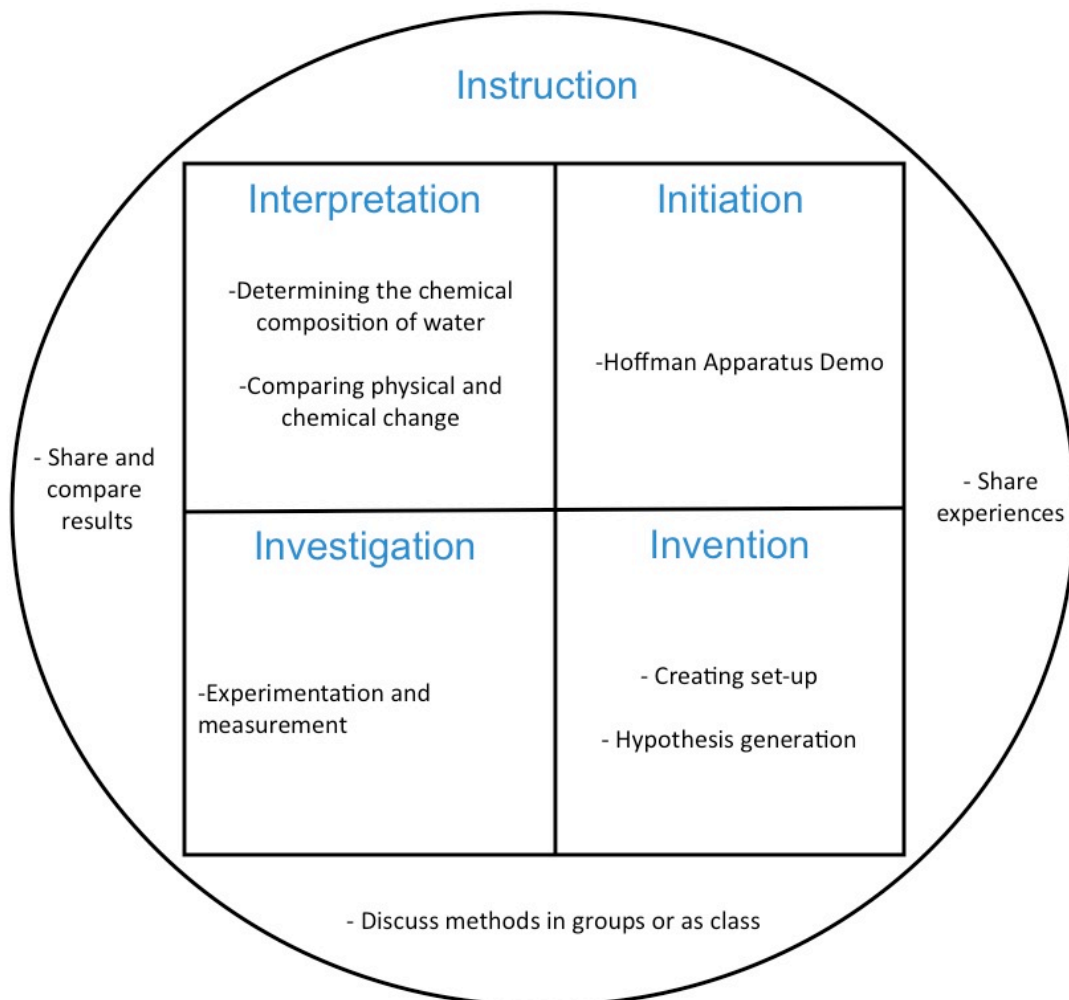 Instruction
Interpretation
-Determining the chemical
composition of water
-Comparing physical and
chemical change
Initiation
-Hoffman Apparatus Demo
- Share and
compare
results
- Share
experiences
Investigation
-Experimentation and
measurement
Invention
- Creating set-up
- Hypothesis generation
- Discuss methods in groups or as class